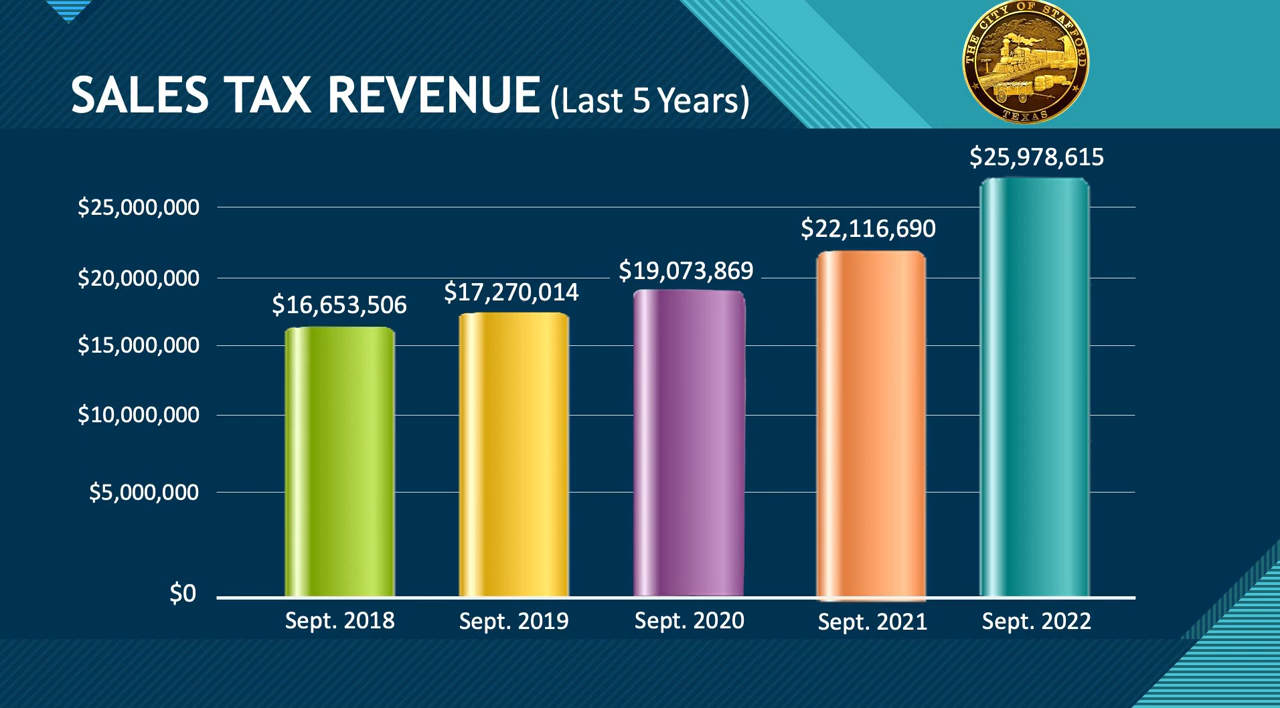 THE CITY OF STAFFORD
TEXAS
SALES TAX REVENUE (Last 5 Years)
$25,978,615
$25,000,000
$22,116,690
$20,000,000
$19,073,869
$17,270,014
$16,653,506
$15,000,000
$10,000,000
$5,000,000
$0
Sept. 2018 Sept. 2019 Sept. 2020 Sept. 2021 Sept. 2022